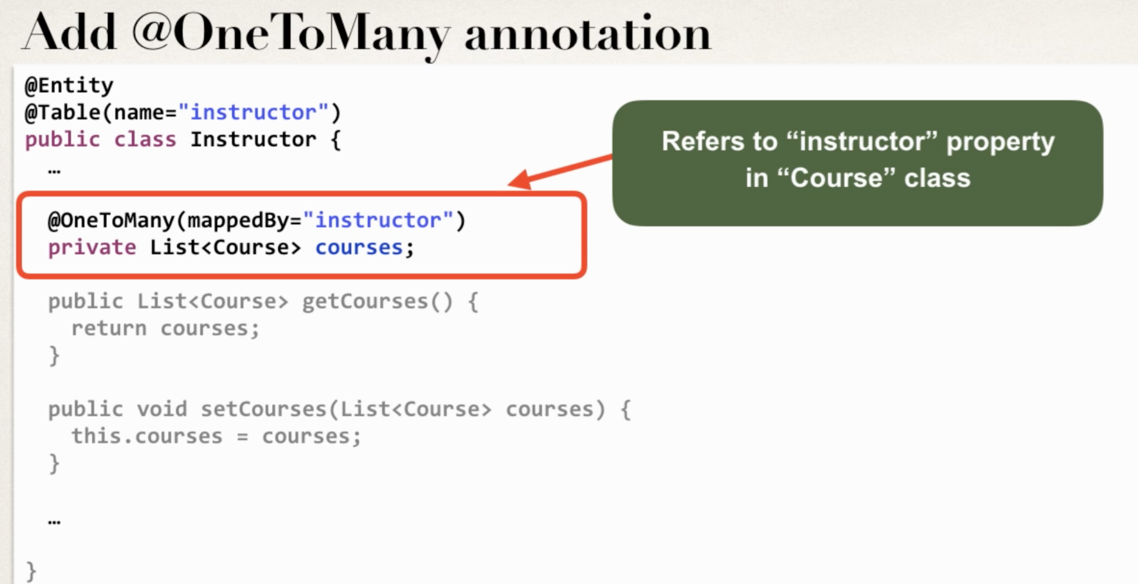 Add @OneToMany annotation
@Entity
@Table(name="instructor")
public class Instructor {
…
@OneToMany(mappedBy="instructor")
private List<Course> courses;
public List<Course> getCourses() {
return courses;
}
public void setCourses(List<Course> courses) {
this.courses = courses;
}
…
}
Refers to “instructor” property
in “Course” class